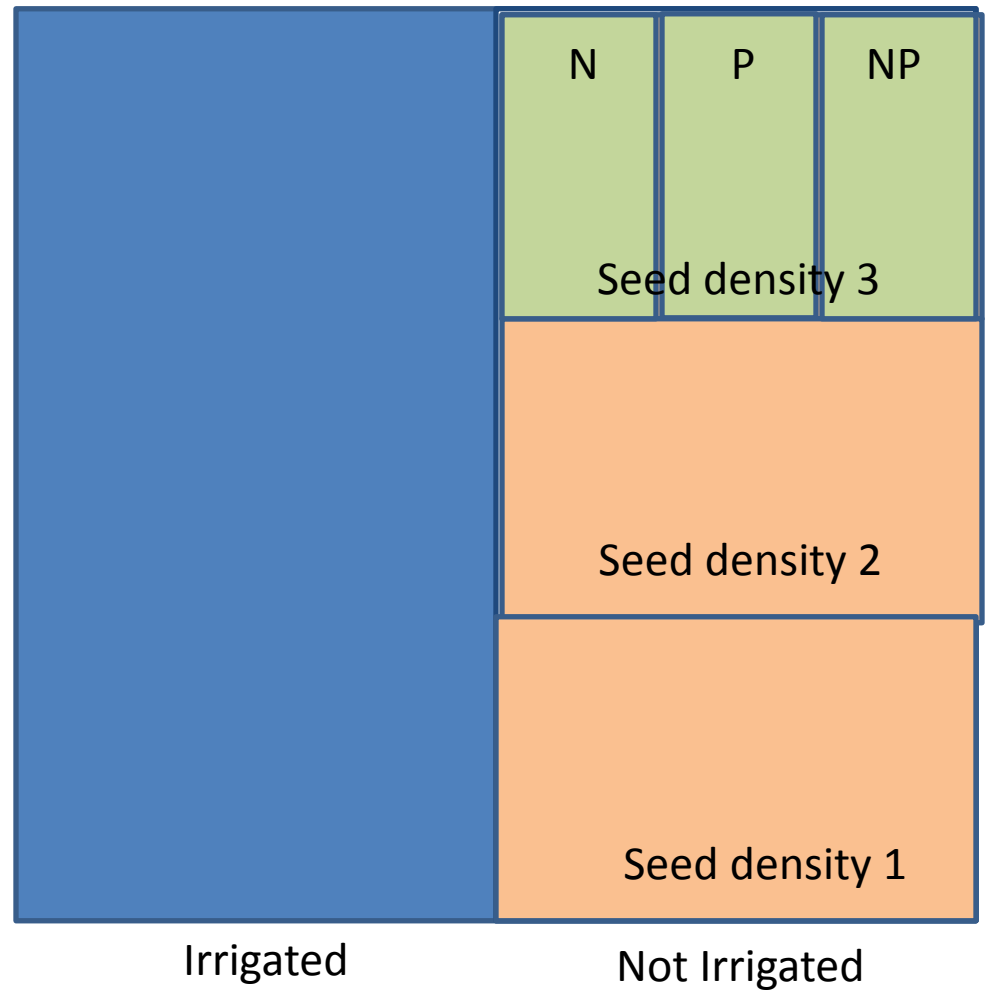 N P NP
Seed density 3
Seed density 2
Seed density 1
Irrigated Not Irrigated